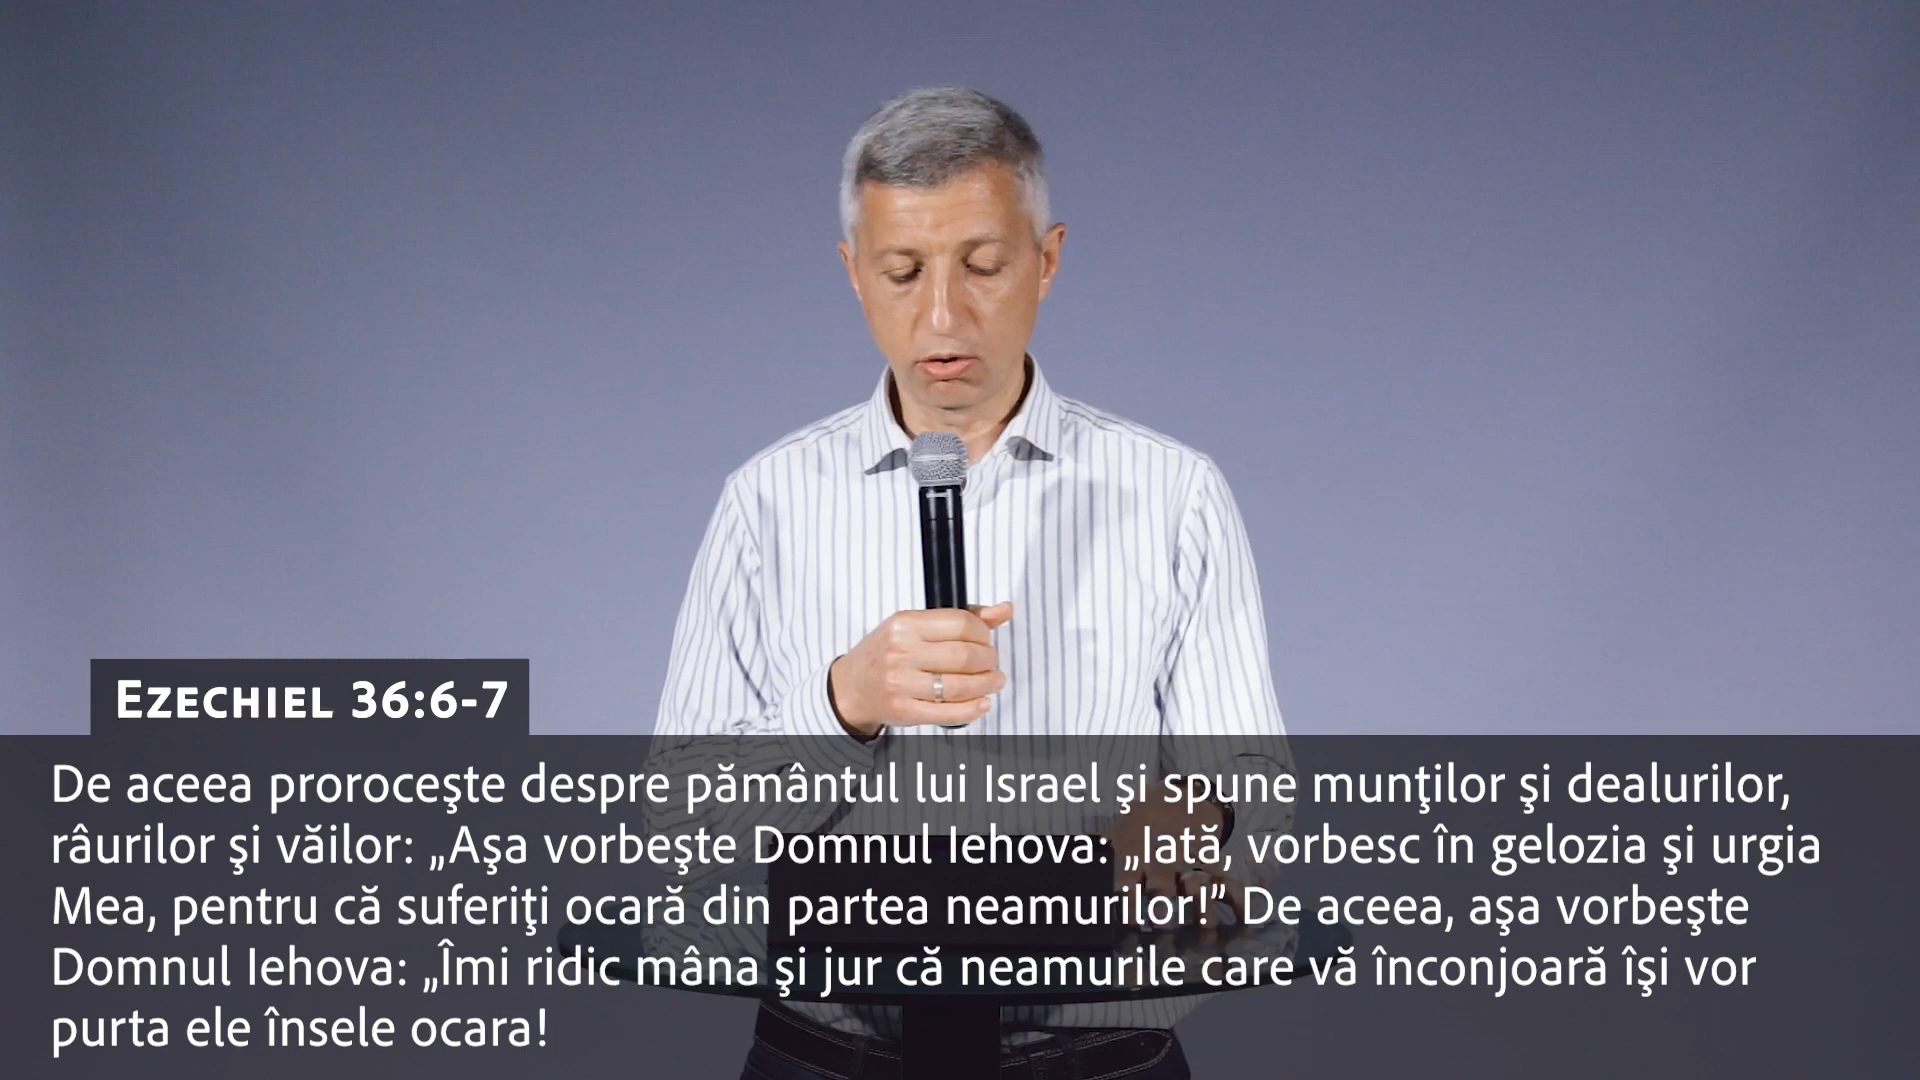 EZECHIEL 36:6-7
De aceea proroceşte despre pământul lui Israel şi spune munţilor şi dealurilor,
râurilor şi văilor: „Aşa vorbeşte Domnul Iehova: „Iată, vorbesc în gelozia şi urgia
Mea, pentru că suferiţi ocară din partea neamurilor!” De aceea, aşa vorbeşte
Domnul Iehova: „Îmi ridic mâna şi jur că neamurile care vă înconjoară îşi vor
purta ele însele ocara!